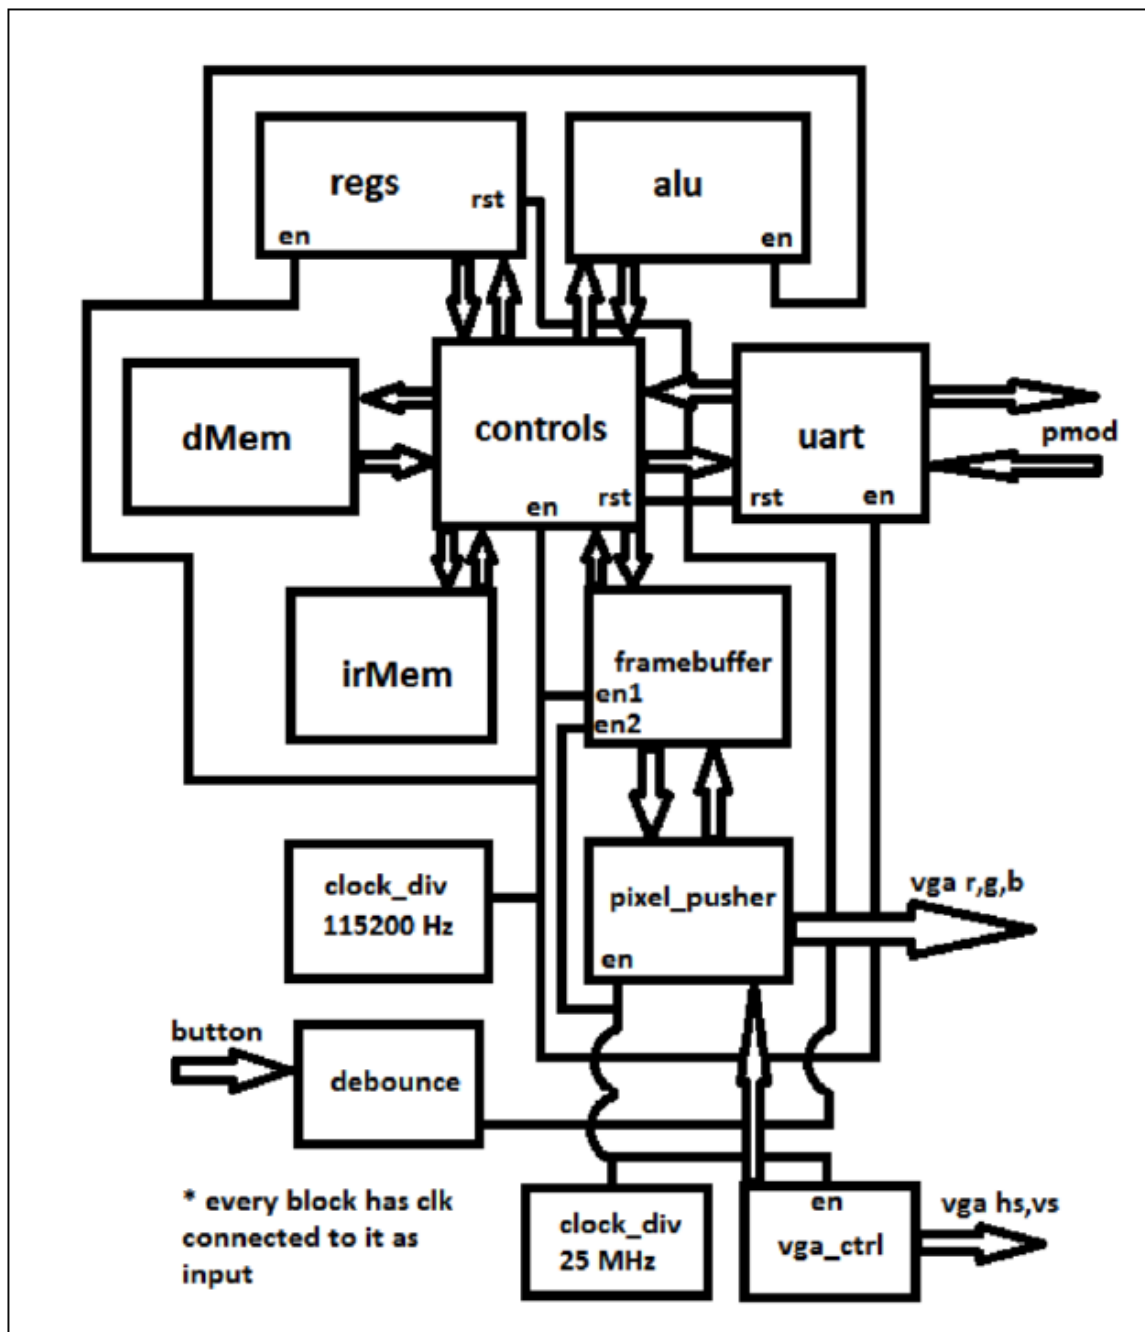 regs
rst
en
alu
en
dMem
controls
en
rst
uart
rst
en
pmod
irMem
framebuffer
en1
en2
clock_div
115200 Hz
pixel_pusher
en
vga r,g,b
button
debounce
* every block has clk
connected to it as
input
clock_div
25 MHz
en
vga_ctrl
vga hs,vs